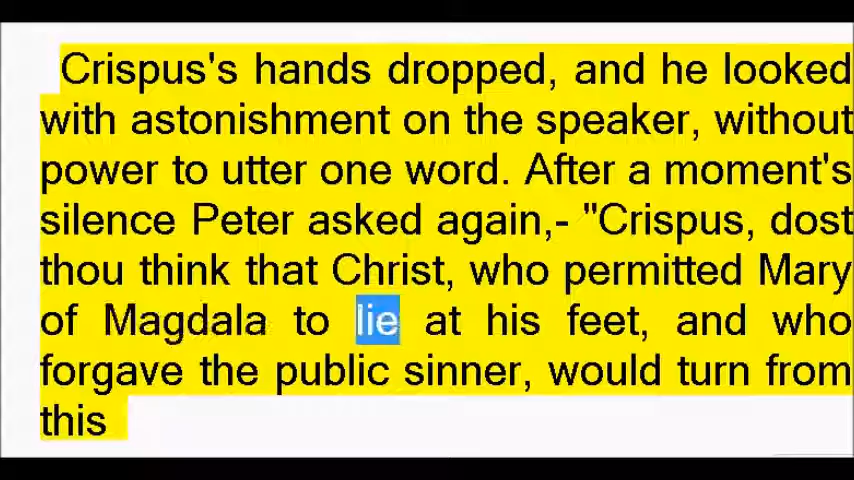 Crispus's hands dropped, and he looked
with astonishment on the speaker, without
power to utter one word. After a moment's
silence Peter asked again,- "Crispus, dost
thou think that Christ, who permitted Mary
of Magdala to lie at his feet, and who
forgave the public sinner, would turn from
this